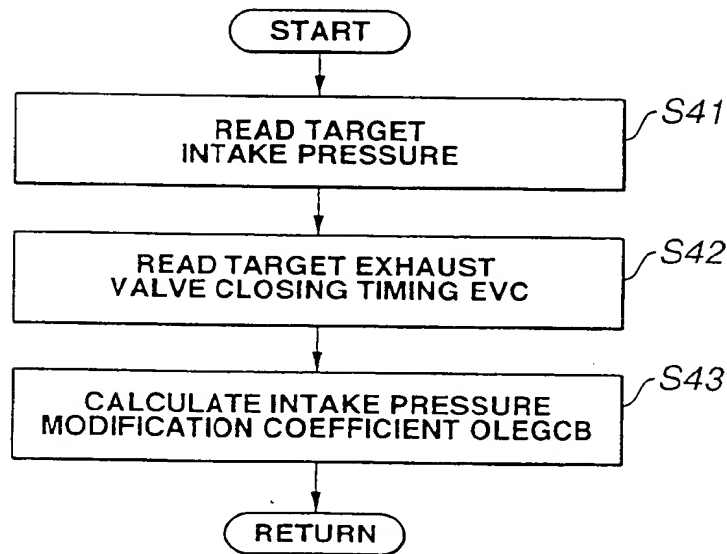 START
READ TARGET
INTAKE PRESSURE
S41
READ TARGET EXHAUST
VALVE CLOSING TIMING EVC
S42
CALCULATE INTAKE PRESSURE
MODIFICATION COEFFICIENT OLEGCB
S43
RETURN